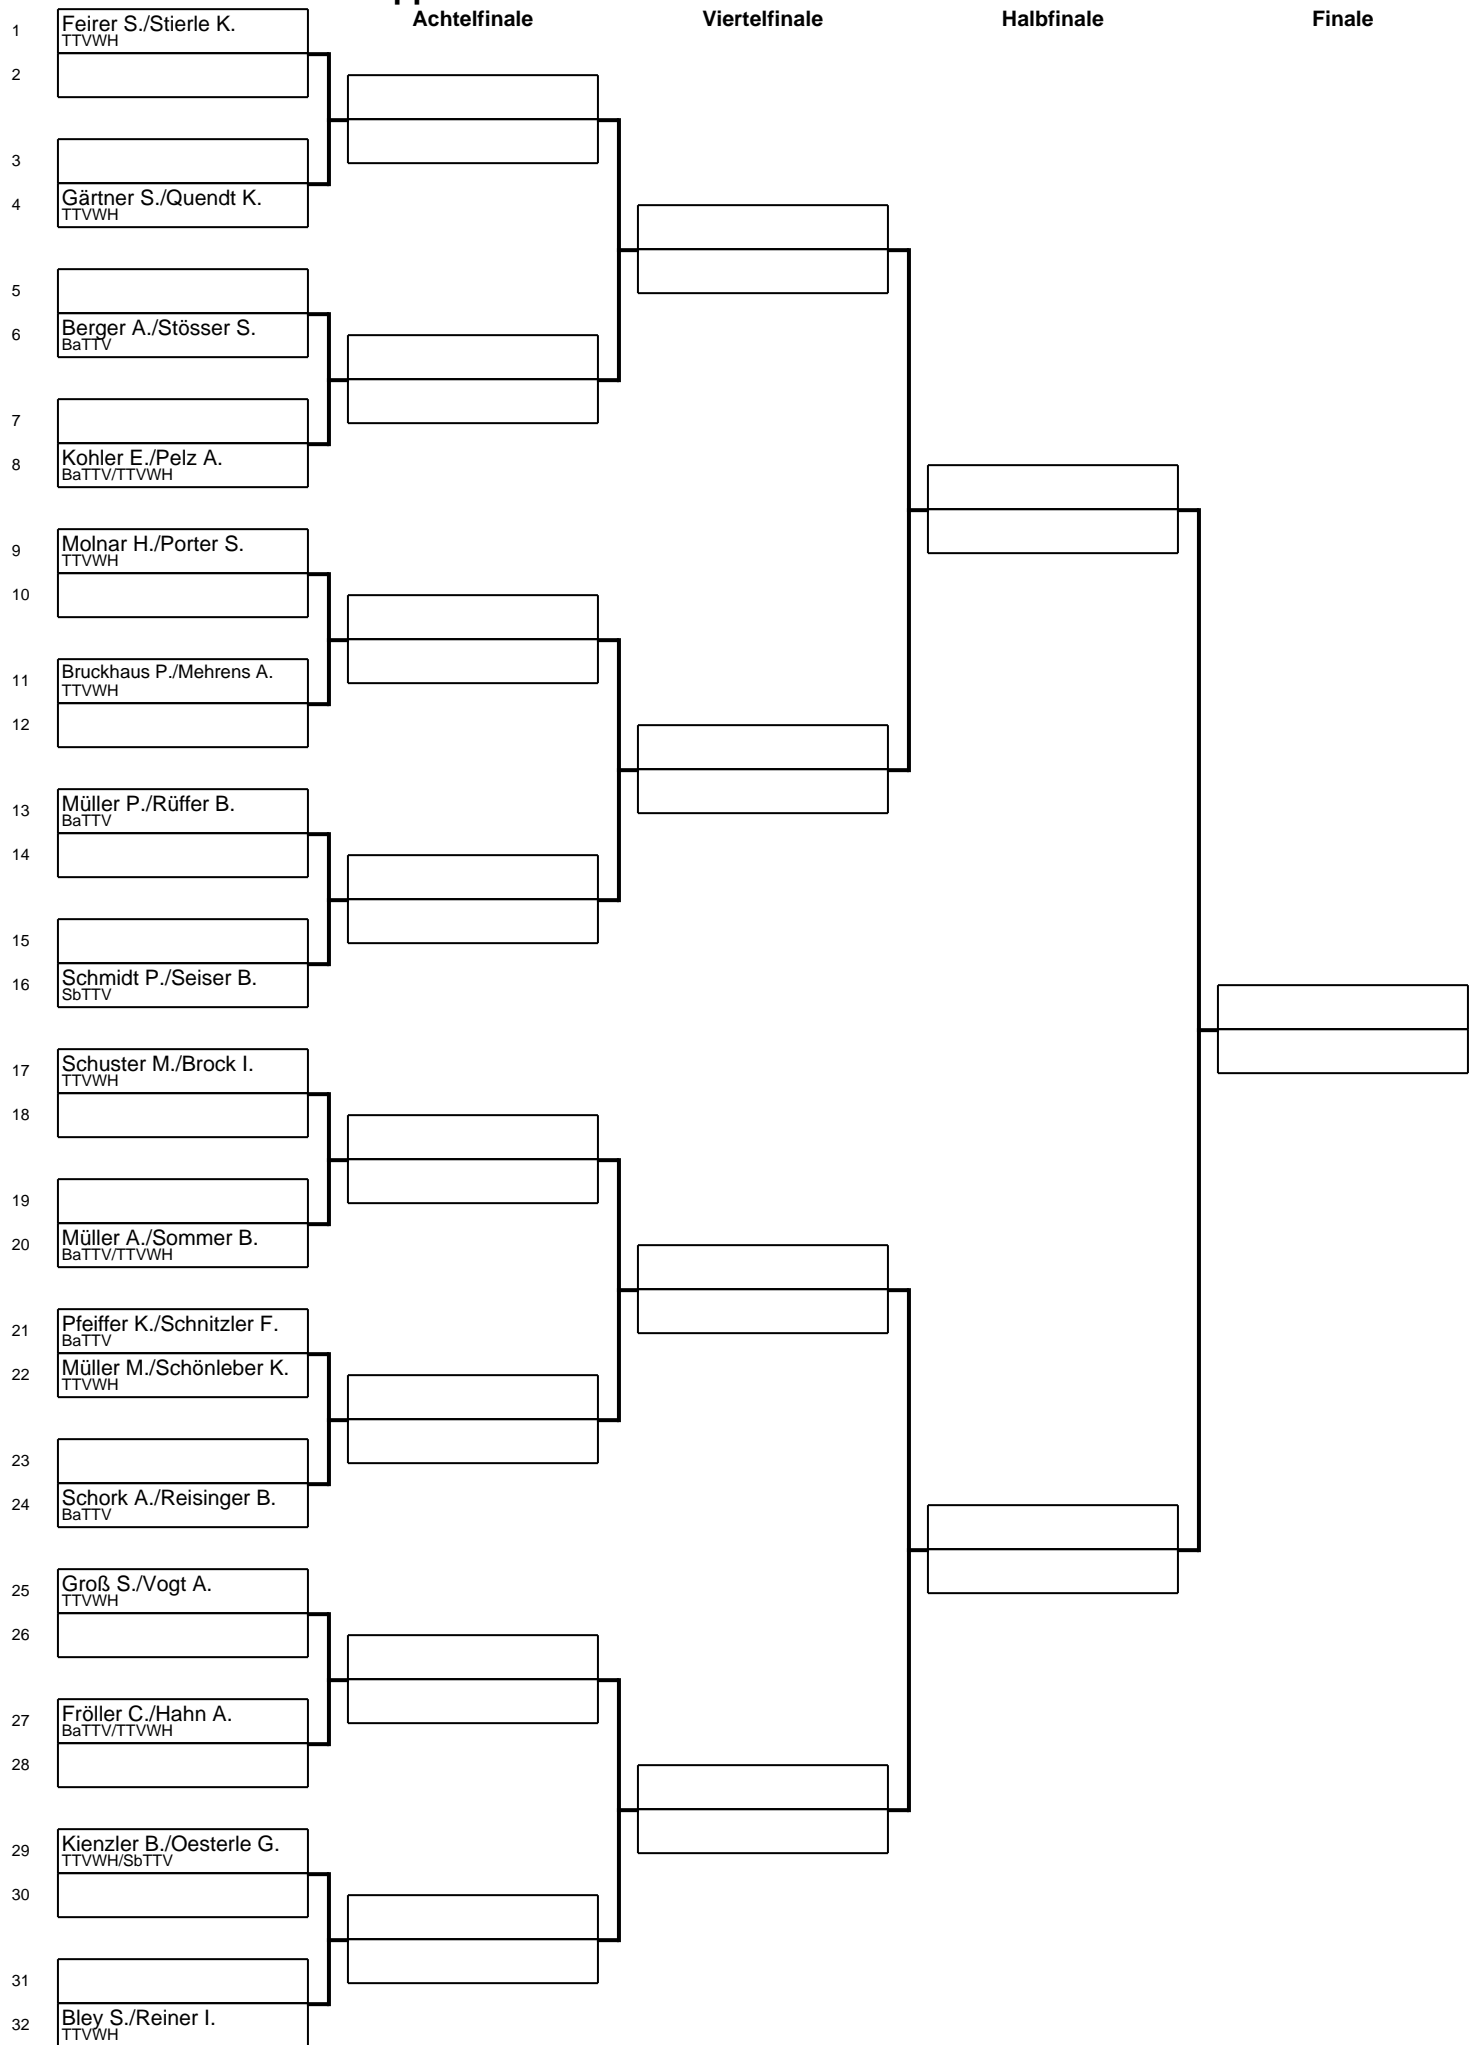 Achtelfinale Viertelfinale Halbfinale Finale
1 Feirer S./Stierle K.
TTVWH
2
3
4 Gärtner S./Quendt K.
TTVWH
5
6 Berger A./Stösser S.
BaTTV
7
8 Kohler E./Pelz A.
BaTTV/TTVWH
9 Molnar H./Porter S.
TTVWH
10
11 Bruckhaus P./Mehrens A.
TTVWH
12
13 Müller P./Rüffer B.
BaTTV
14
15
16 Schmidt P./Seiser B.
SbTTV
17 Schuster M./Brock I.
TTVWH
18
19
20 Müller A./Sommer B.
BaTTV/TTVWH
21 Pfeiffer K./Schnitzler F.
BaTTV
22 Müller M./Schönleber K.
TTVWH
23
24 Schork A./Reisinger B.
BaTTV
25 Groß S./Vogt A.
TTVWH
26
27 Fröller C./Hahn A.
BaTTV/TTVWH
28
29 Kienzler B./Oesterle G.
TTVWH/SbTTV
30
31
32 Bley S./Reiner I.
TTVWH